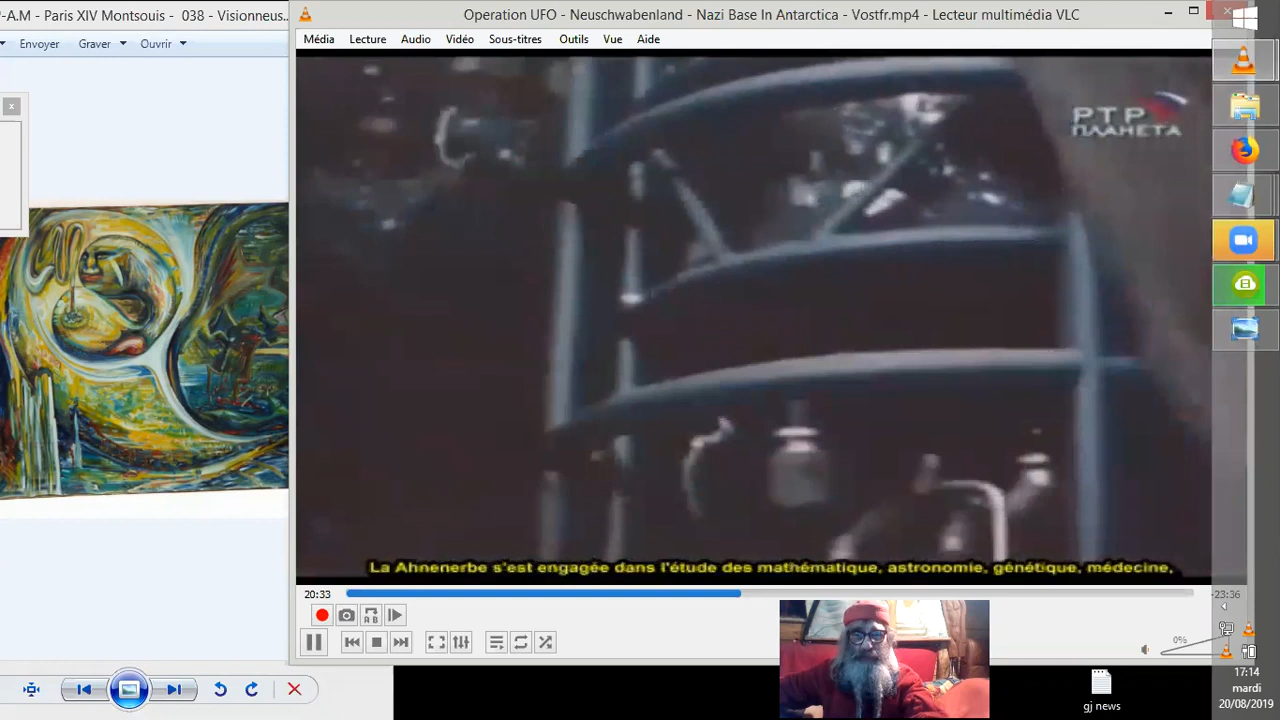 -A.M - Paris XIV Montsouis - 038 - Visionneus...
Envoyer
Graver
Ouvrir
Operation UFO - Neuschwabenland - Nazi Base In Antarctica - Vostfr.mp4 - Lecteur multimédia VLC
Média Lecture Audio Vidéo Sous-titres Outils Vue Aide
РТР
ПЛАНЕТА
La Ahnenerbe s'est engagée dans l'étude des mathématique, astronomie, génétique, médecine,
20:33
-23:36
A B
0%
17:14
mardi
20/08/2019
gj news